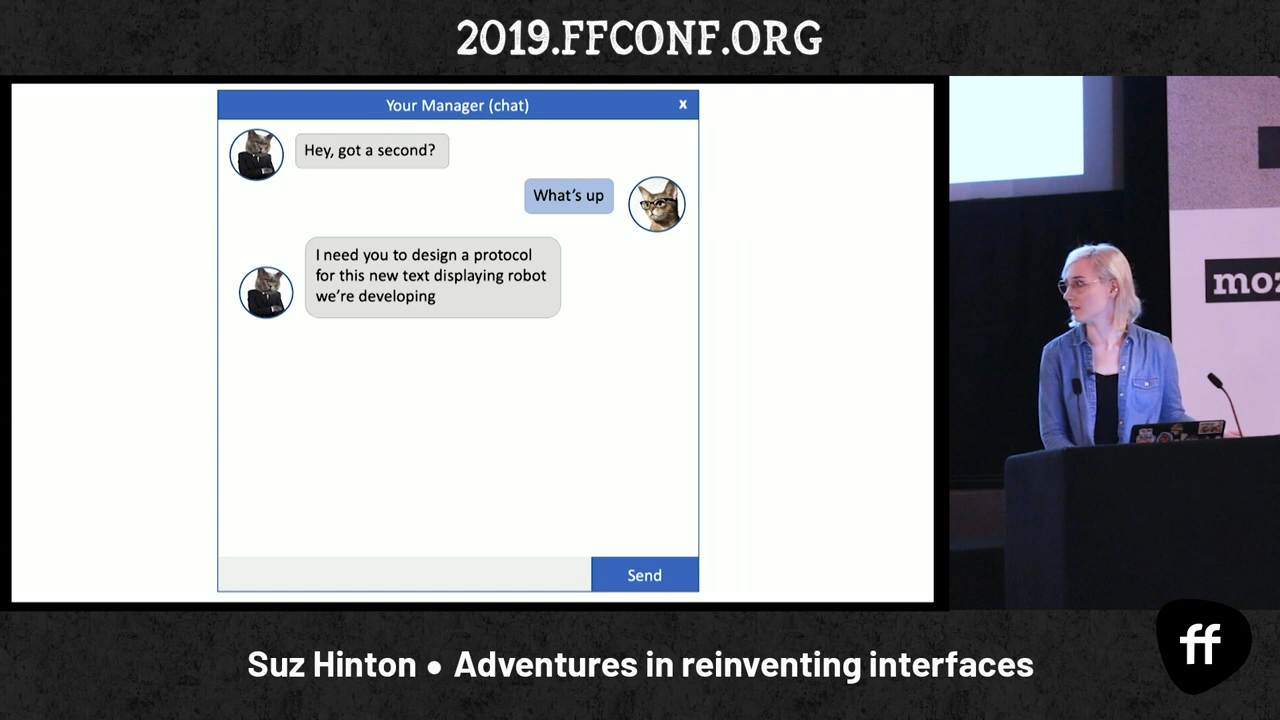 2019.FFCONF.ORG
Your Manager (chat)
x
Hey, got a second?
What's up
I need you to design a protocol
for this new text displaying robot
we're developing
Send
moz
Suz Hinton • Adventures in reinventing interfaces
ff